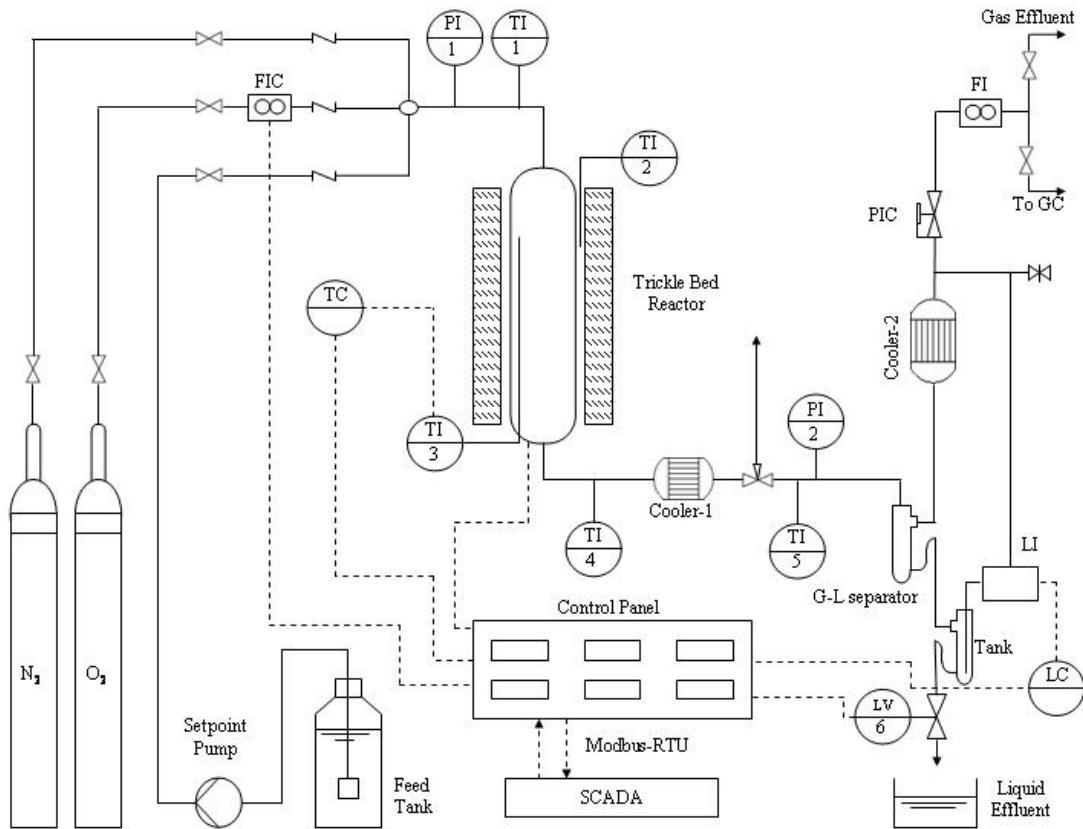 Gas Effluent
PI
1
TI
1
FIC
FI
TI
2
To GC
PIC
Trickle Bed
Reactor
TC
Cooler-2
TI
3
PI
2
Cooler-1
TI
4
TI
5
LI
G-L separator
Control Panel
Tank
N₂
O₂
LC
LV
6
Setpoint
Pump
Modbus-RTU
Feed
Tank
SCADA
Liquid
Effluent